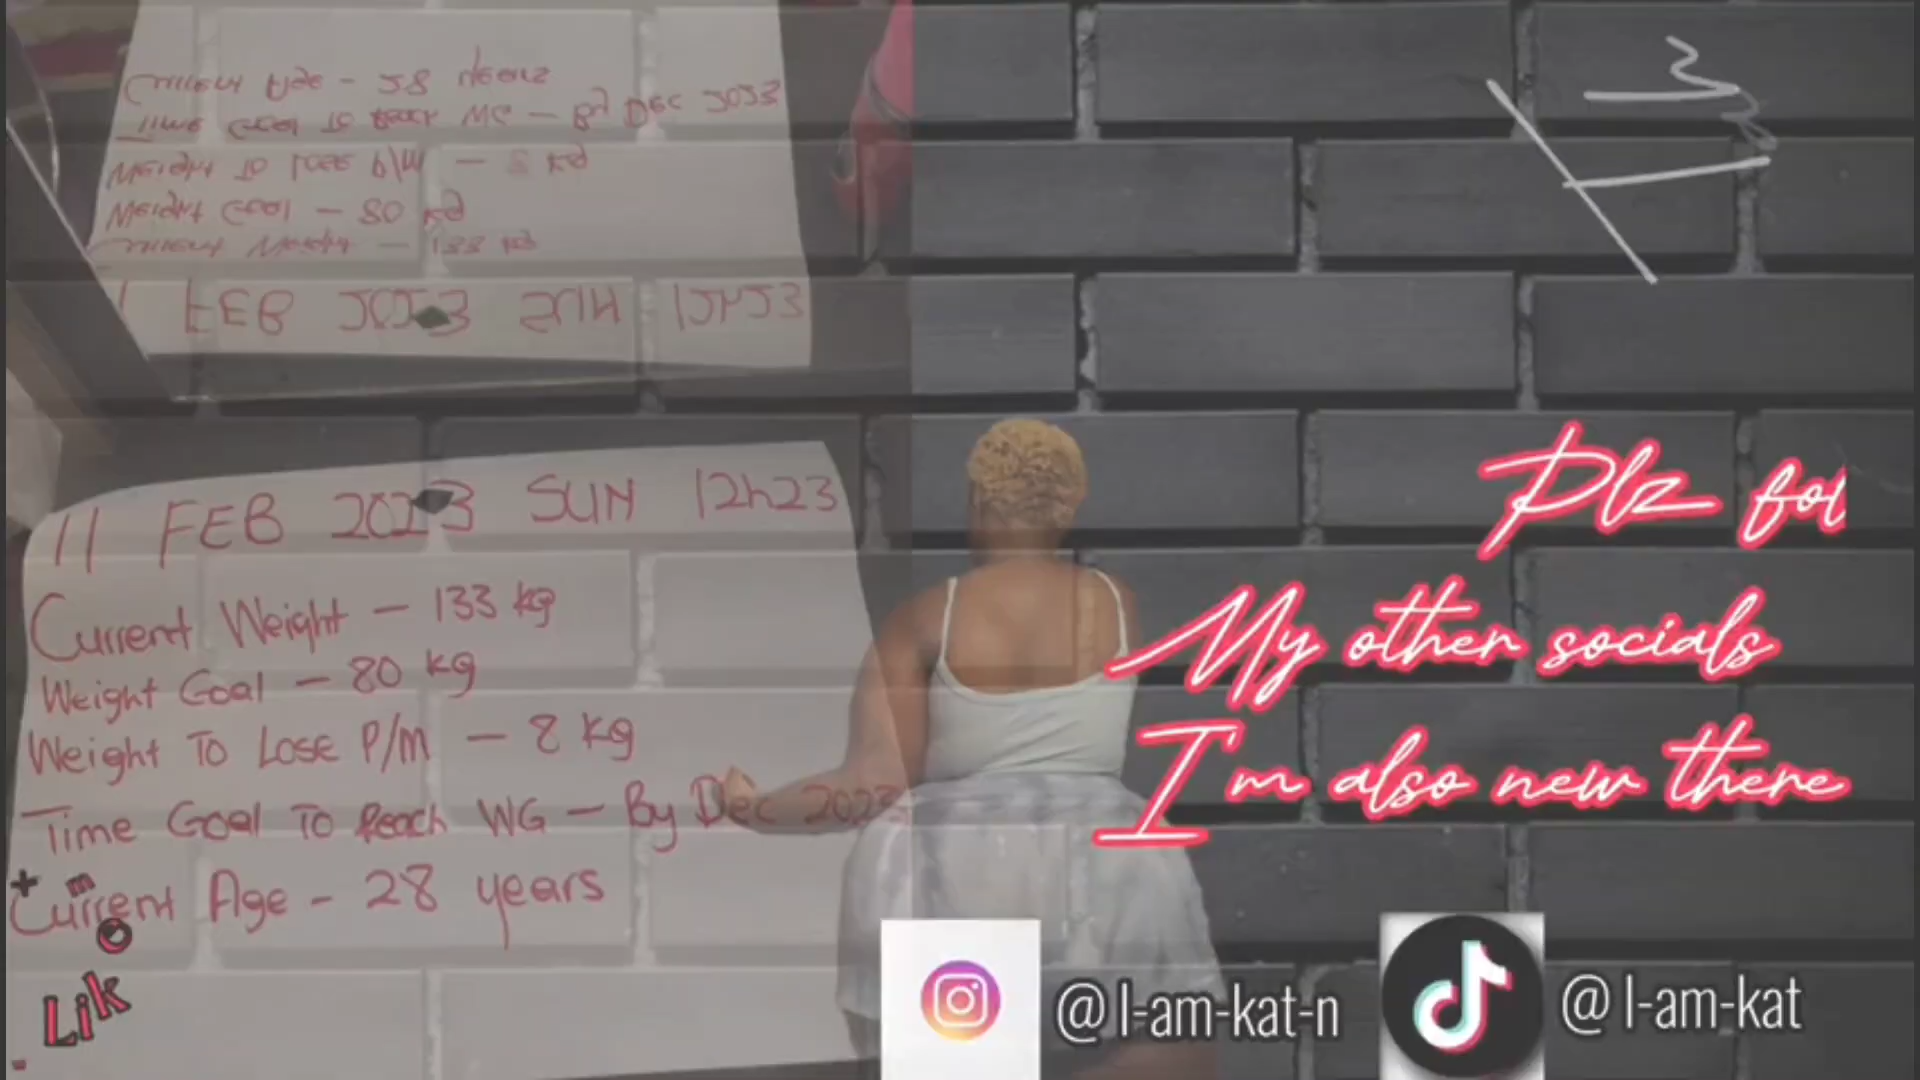 11 FEB 2023 SUN 12h23
Current Weight - 133 kg
Weight Goal - 80 kg
Weight To Lose P/M - 8 kg
Time Goal To Reach WG - By Dec 2023
Current Age - 28 years
Lik
Plz fol
My other socials
I'm also new there
@I-am-kat-n
@I-am-kat